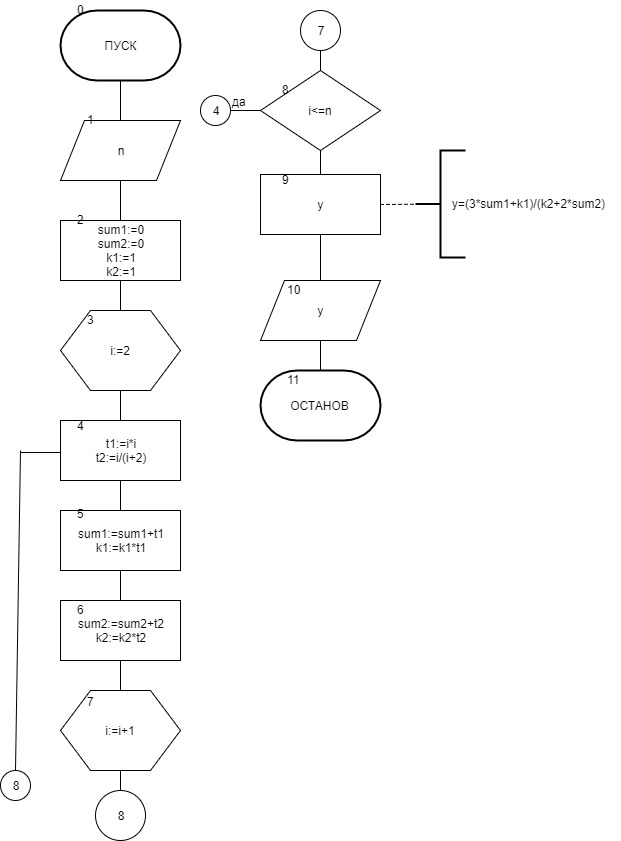 0
ПУСК
1
n
2
sum1:=0
sum2:=0
k1:=1
k2:=1
3
i:=2
4
t1:=i*i
t2:=i/(i+2)
5
sum1:=sum1+t1
k1:=k1*t1
6
sum2:=sum2+t2
k2:=k2*t2
7
i:=i+1
8
8
7
8
i<=n
да
4
9
y
y=(3*sum1+k1)/(k2+2*sum2)
10
y
11
ОСТАНОВ